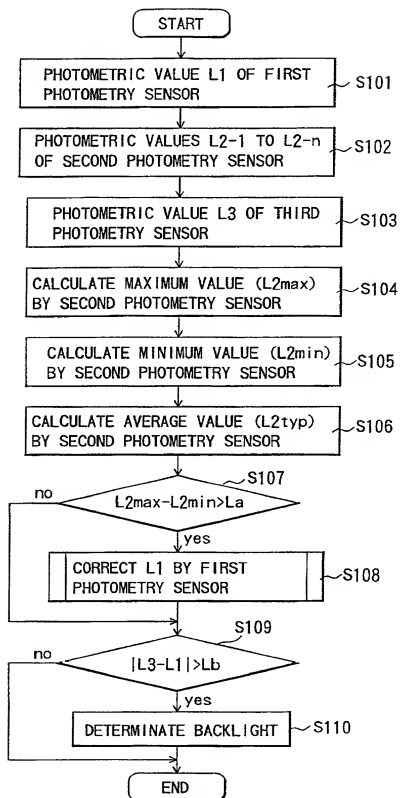 START
PHOTOMETRIC VALUE L1 OF FIRST
PHOTOMETRY SENSOR
S101
PHOTOMETRIC VALUES L2-1 TO L2-n
OF SECOND PHOTOMETRY SENSOR
S102
PHOTOMETRIC VALUE L3 OF THIRD
PHOTOMETRY SENSOR
S103
CALCULATE MAXIMUM VALUE (L2max)
BY SECOND PHOTOMETRY SENSOR
S104
CALCULATE MINIMUM VALUE (L2min)
BY SECOND PHOTOMETRY SENSOR
S105
CALCULATE AVERAGE VALUE (L2typ)
BY SECOND PHOTOMETRY SENSOR
S106
S107
no
L2max-L2min>La
yes
CORRECT L1 BY FIRST
PHOTOMETRY SENSOR
S108
S109
no
|L3-L1|>Lb
yes
DETERMINATE BACKLIGHT
S110
END